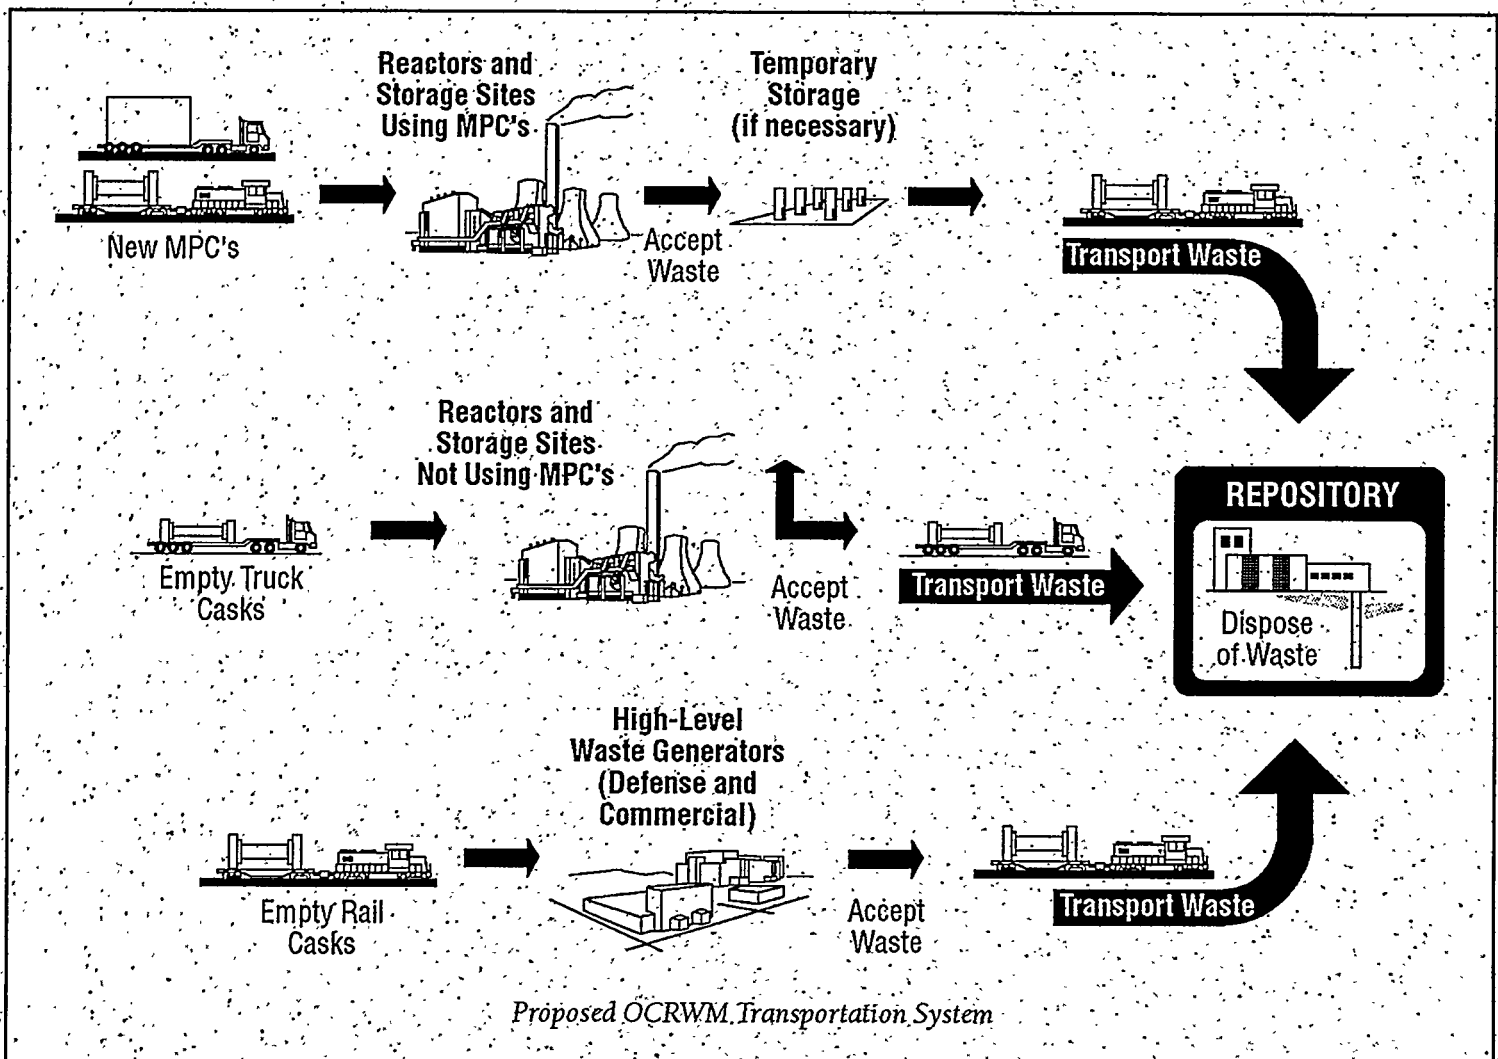 Reactors and
Storage Sites
Using MPC's
Temporary
Storage
(if necessary)
New MPC's
Accept
Waste
Transport Waste
Reactors and
Storage Sites
Not Using MPC's
Empty Truck
Casks
Accept
Waste
Transport Waste
REPOSITORY
Dispose
of Waste
High-Level
Waste Generators
(Defense and
Commercial)
Empty Rail
Casks
Accept
Waste
Transport Waste
Proposed OCRWM Transportation System